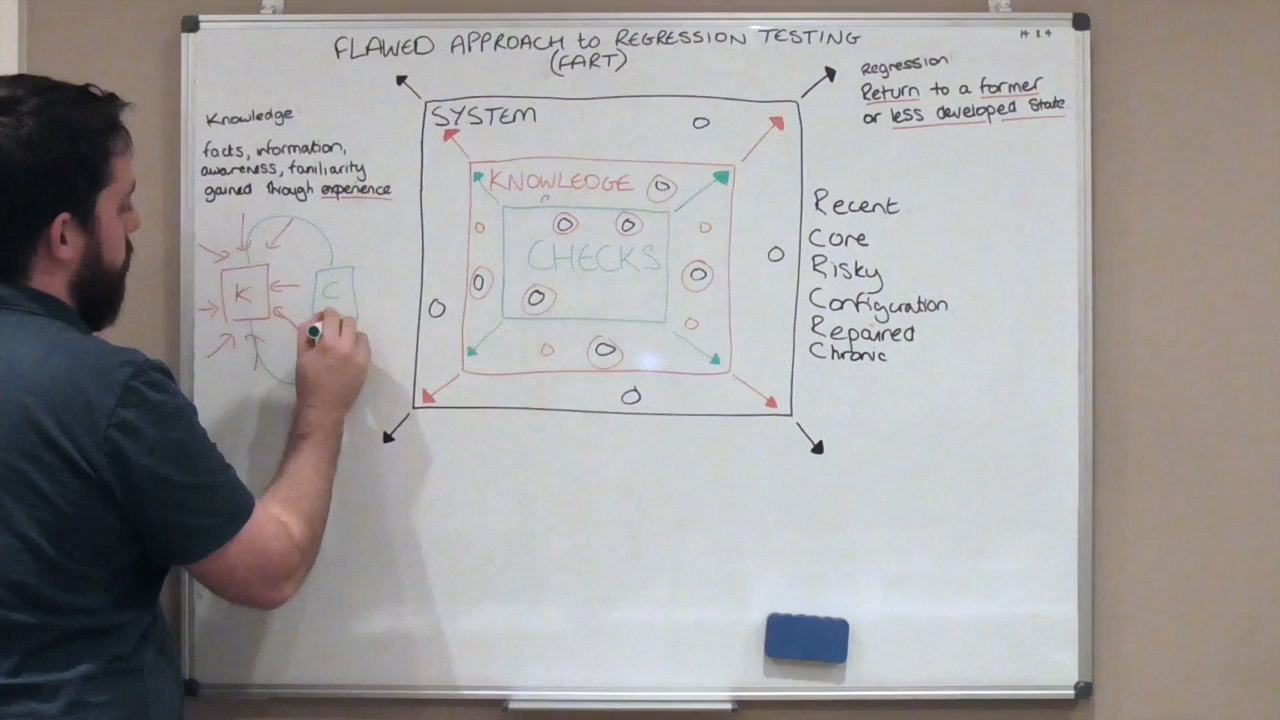 FLAWED APPROACH to REGRESSION TESTING
(FART)
Knowledge
facts, information,
awareness, familiarity
gained through experience
K
C
SYSTEM
KNOWLEDGE
CHECKS
Regression
Return to a former
or less developed State
Recent
Core
Risky
Configuration
Repaired
Chronic